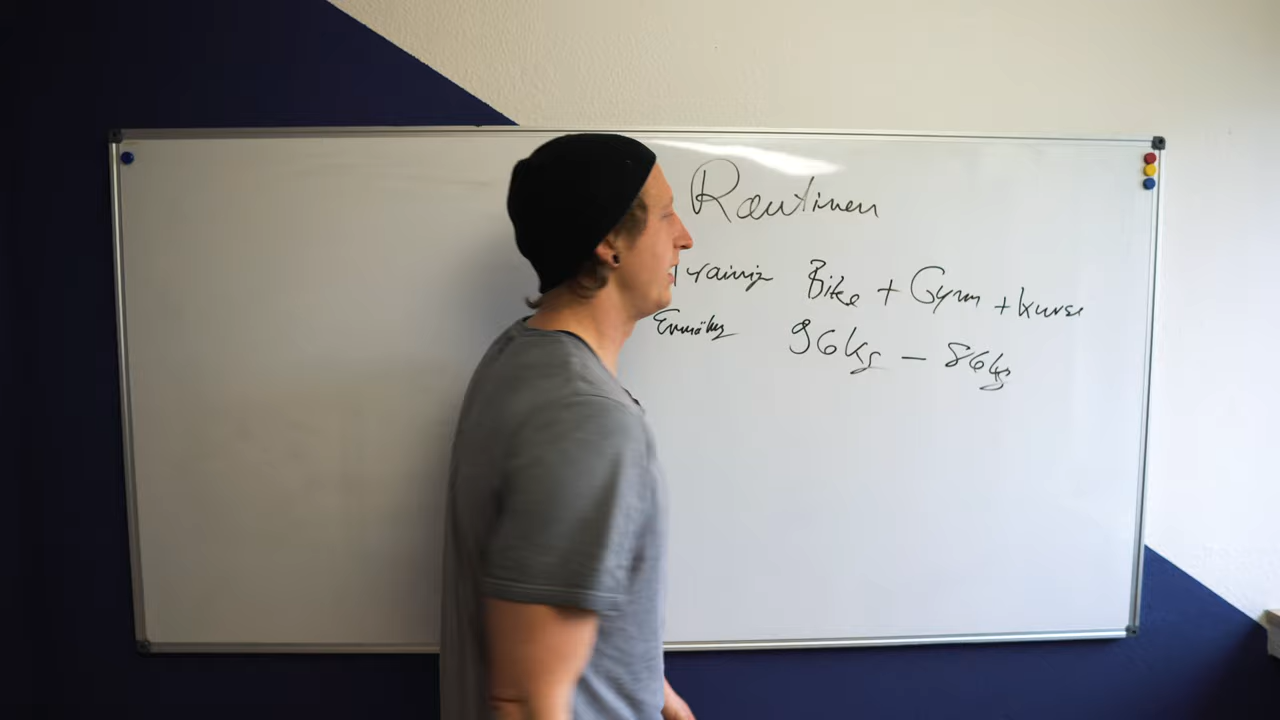 Routinen
Training Bike + Gym + Kurse
96kg - 86kg